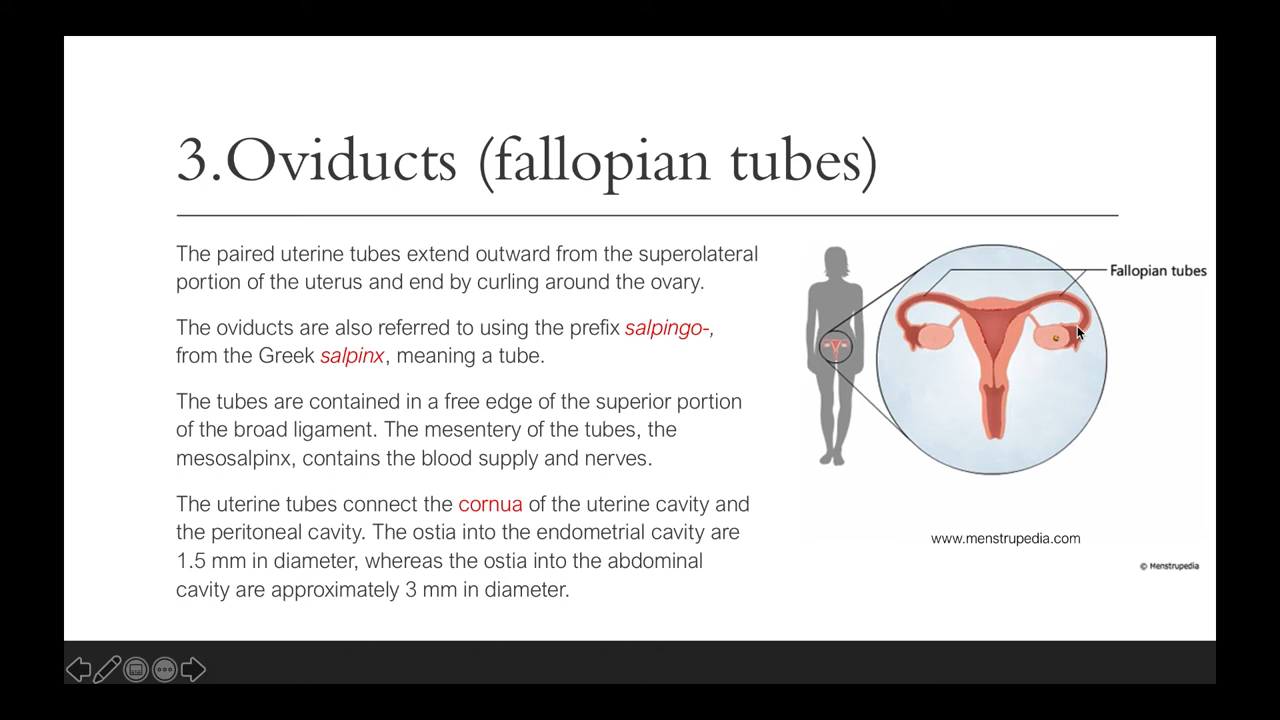 3.Oviducts (fallopian tubes)
The paired uterine tubes extend outward from the superolateral
portion of the uterus and end by curling around the ovary.
The oviducts are also referred to using the prefix salpingo-,
from the Greek salpinx, meaning a tube.
The tubes are contained in a free edge of the superior portion
of the broad ligament. The mesentery of the tubes, the
mesosalpinx, contains the blood supply and nerves.
The uterine tubes connect the cornua of the uterine cavity and
the peritoneal cavity. The ostia into the endometrial cavity are
1.5 mm in diameter, whereas the ostia into the abdominal
cavity are approximately 3 mm in diameter.
Fallopian tubes
www.menstrupedia.com
© Menstrupedia